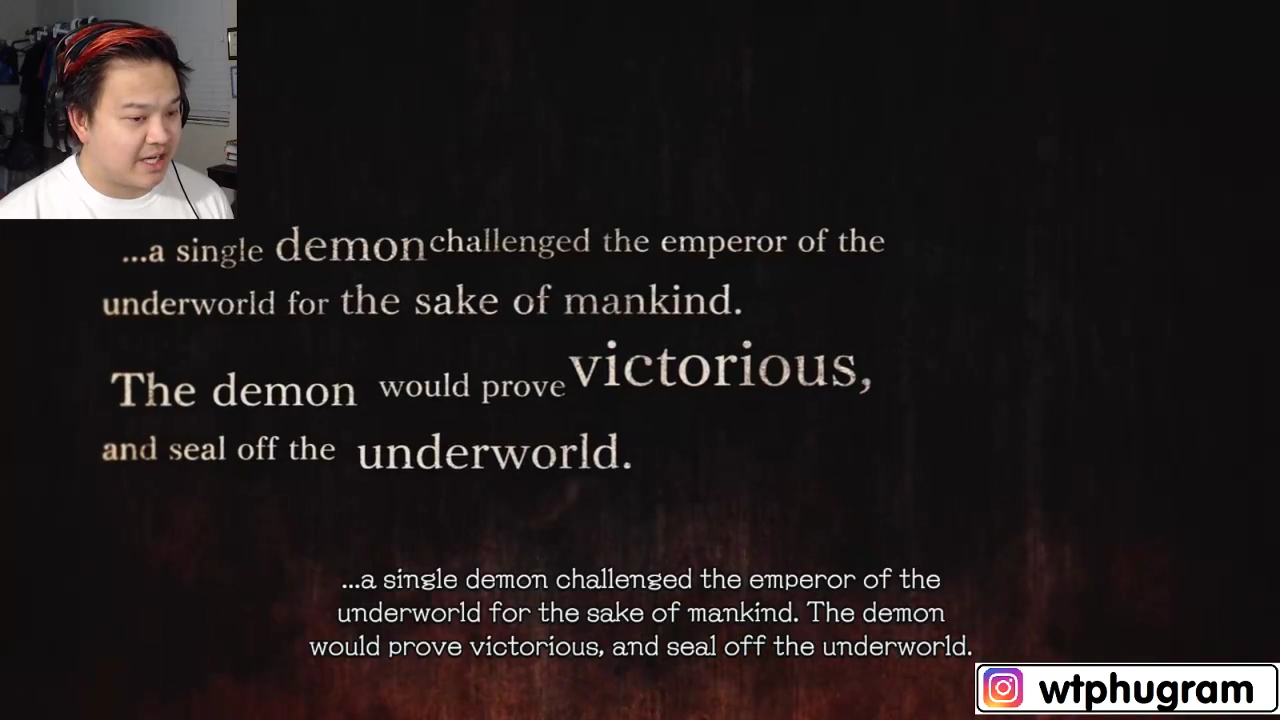 ...a single demon challenged the emperor of the
underworld for the sake of mankind.
The demon would prove victorious,
and seal off the underworld.
...a single demon challenged the emperor of the
underworld for the sake of mankind. The demon
would prove victorious, and seal off the underworld.
wtphugram